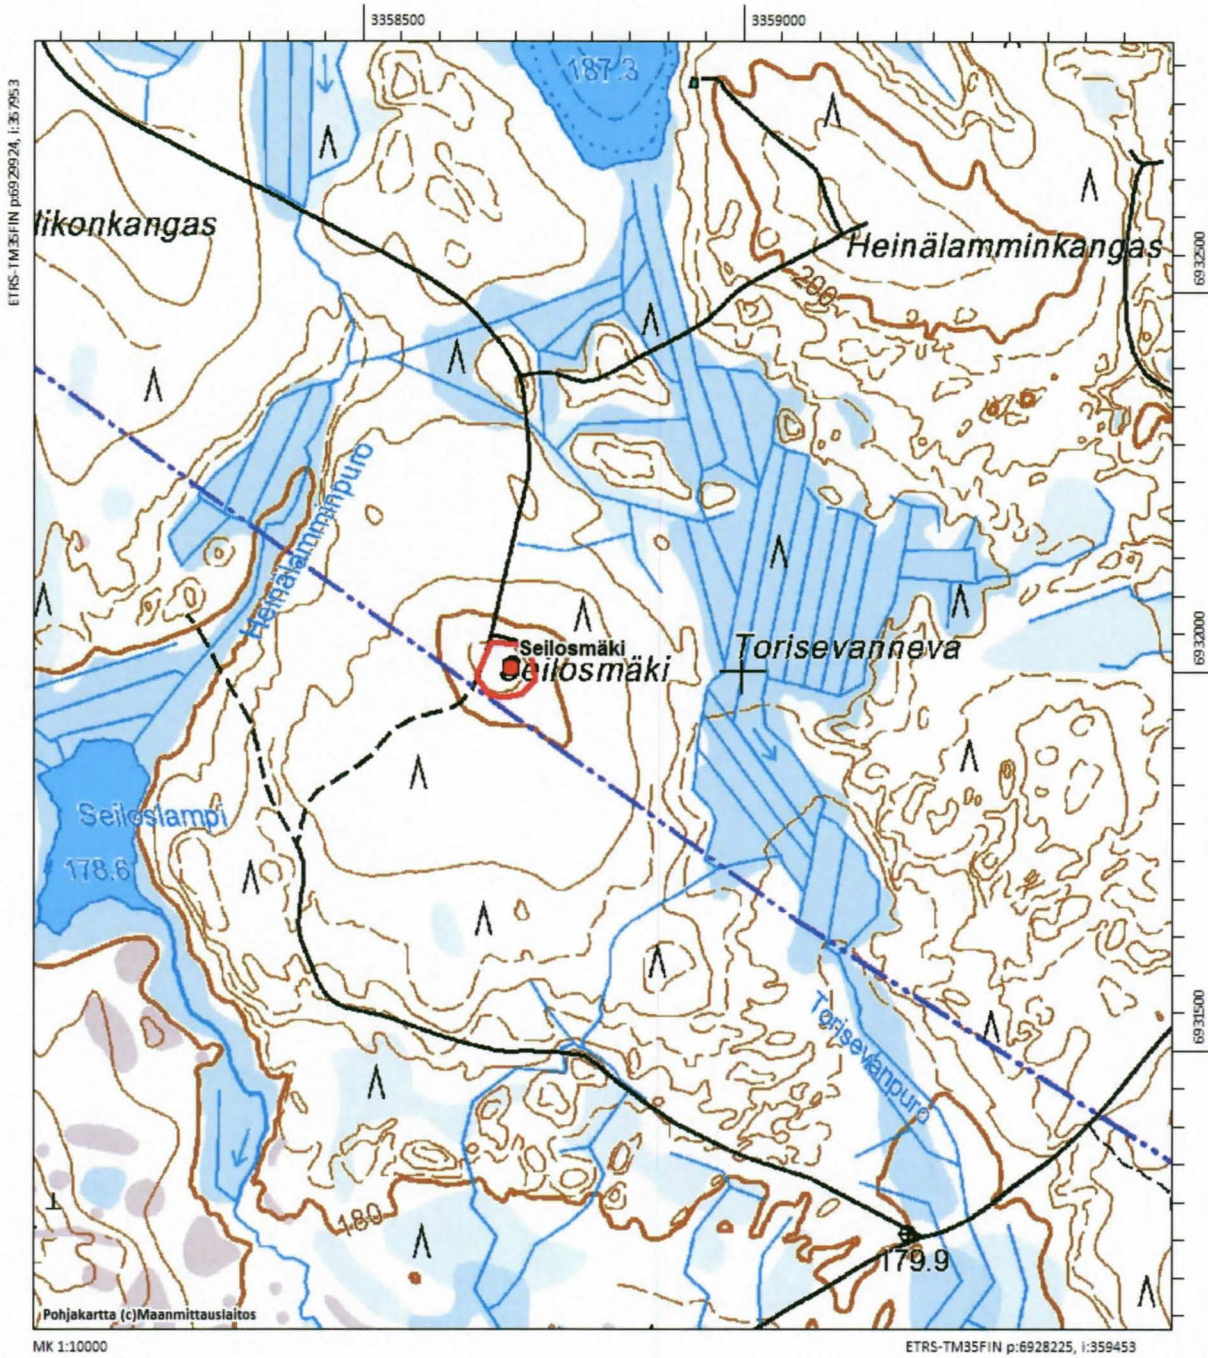 3358500
3359000
ETRS-TM35FIN p:6929924, i:357953
187.3
likonkangas
Heinälamminkangas
6932500
200
Heinälamminpuro
Seilosmäki
Seilosmäki
Torisevanneva
6932000
Seiloslampi
178.6
Torisevanpuro
6931500
180
179.9
Pohjakartta (c)Maanmittauslaitos
MK 1:10000
ETRS-TM35FIN p:6928225, i:359453